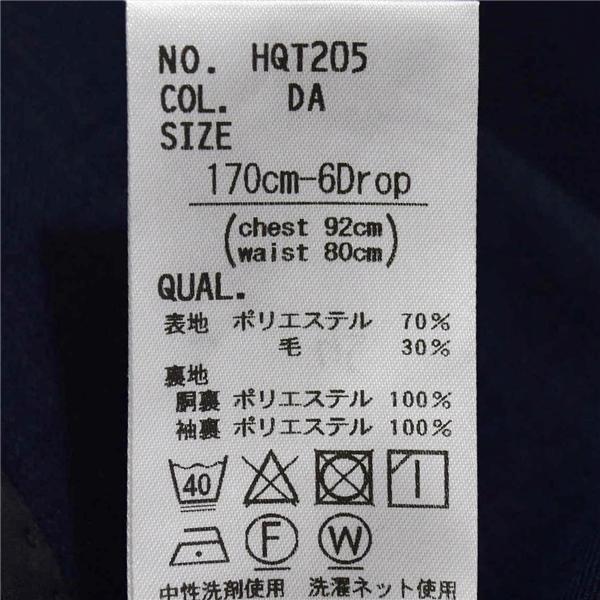 NO. HQT205
COL. DA
SIZE
170cm-6Drop
(chest 92cm
waist 80cm)
QUAL.
表地 ポリエステル 70%
毛 30%
裏地
胴裏 ポリエステル 100%
袖裏 ポリエステル 100%
40
F W
中性洗剤使用 洗濯ネット使用